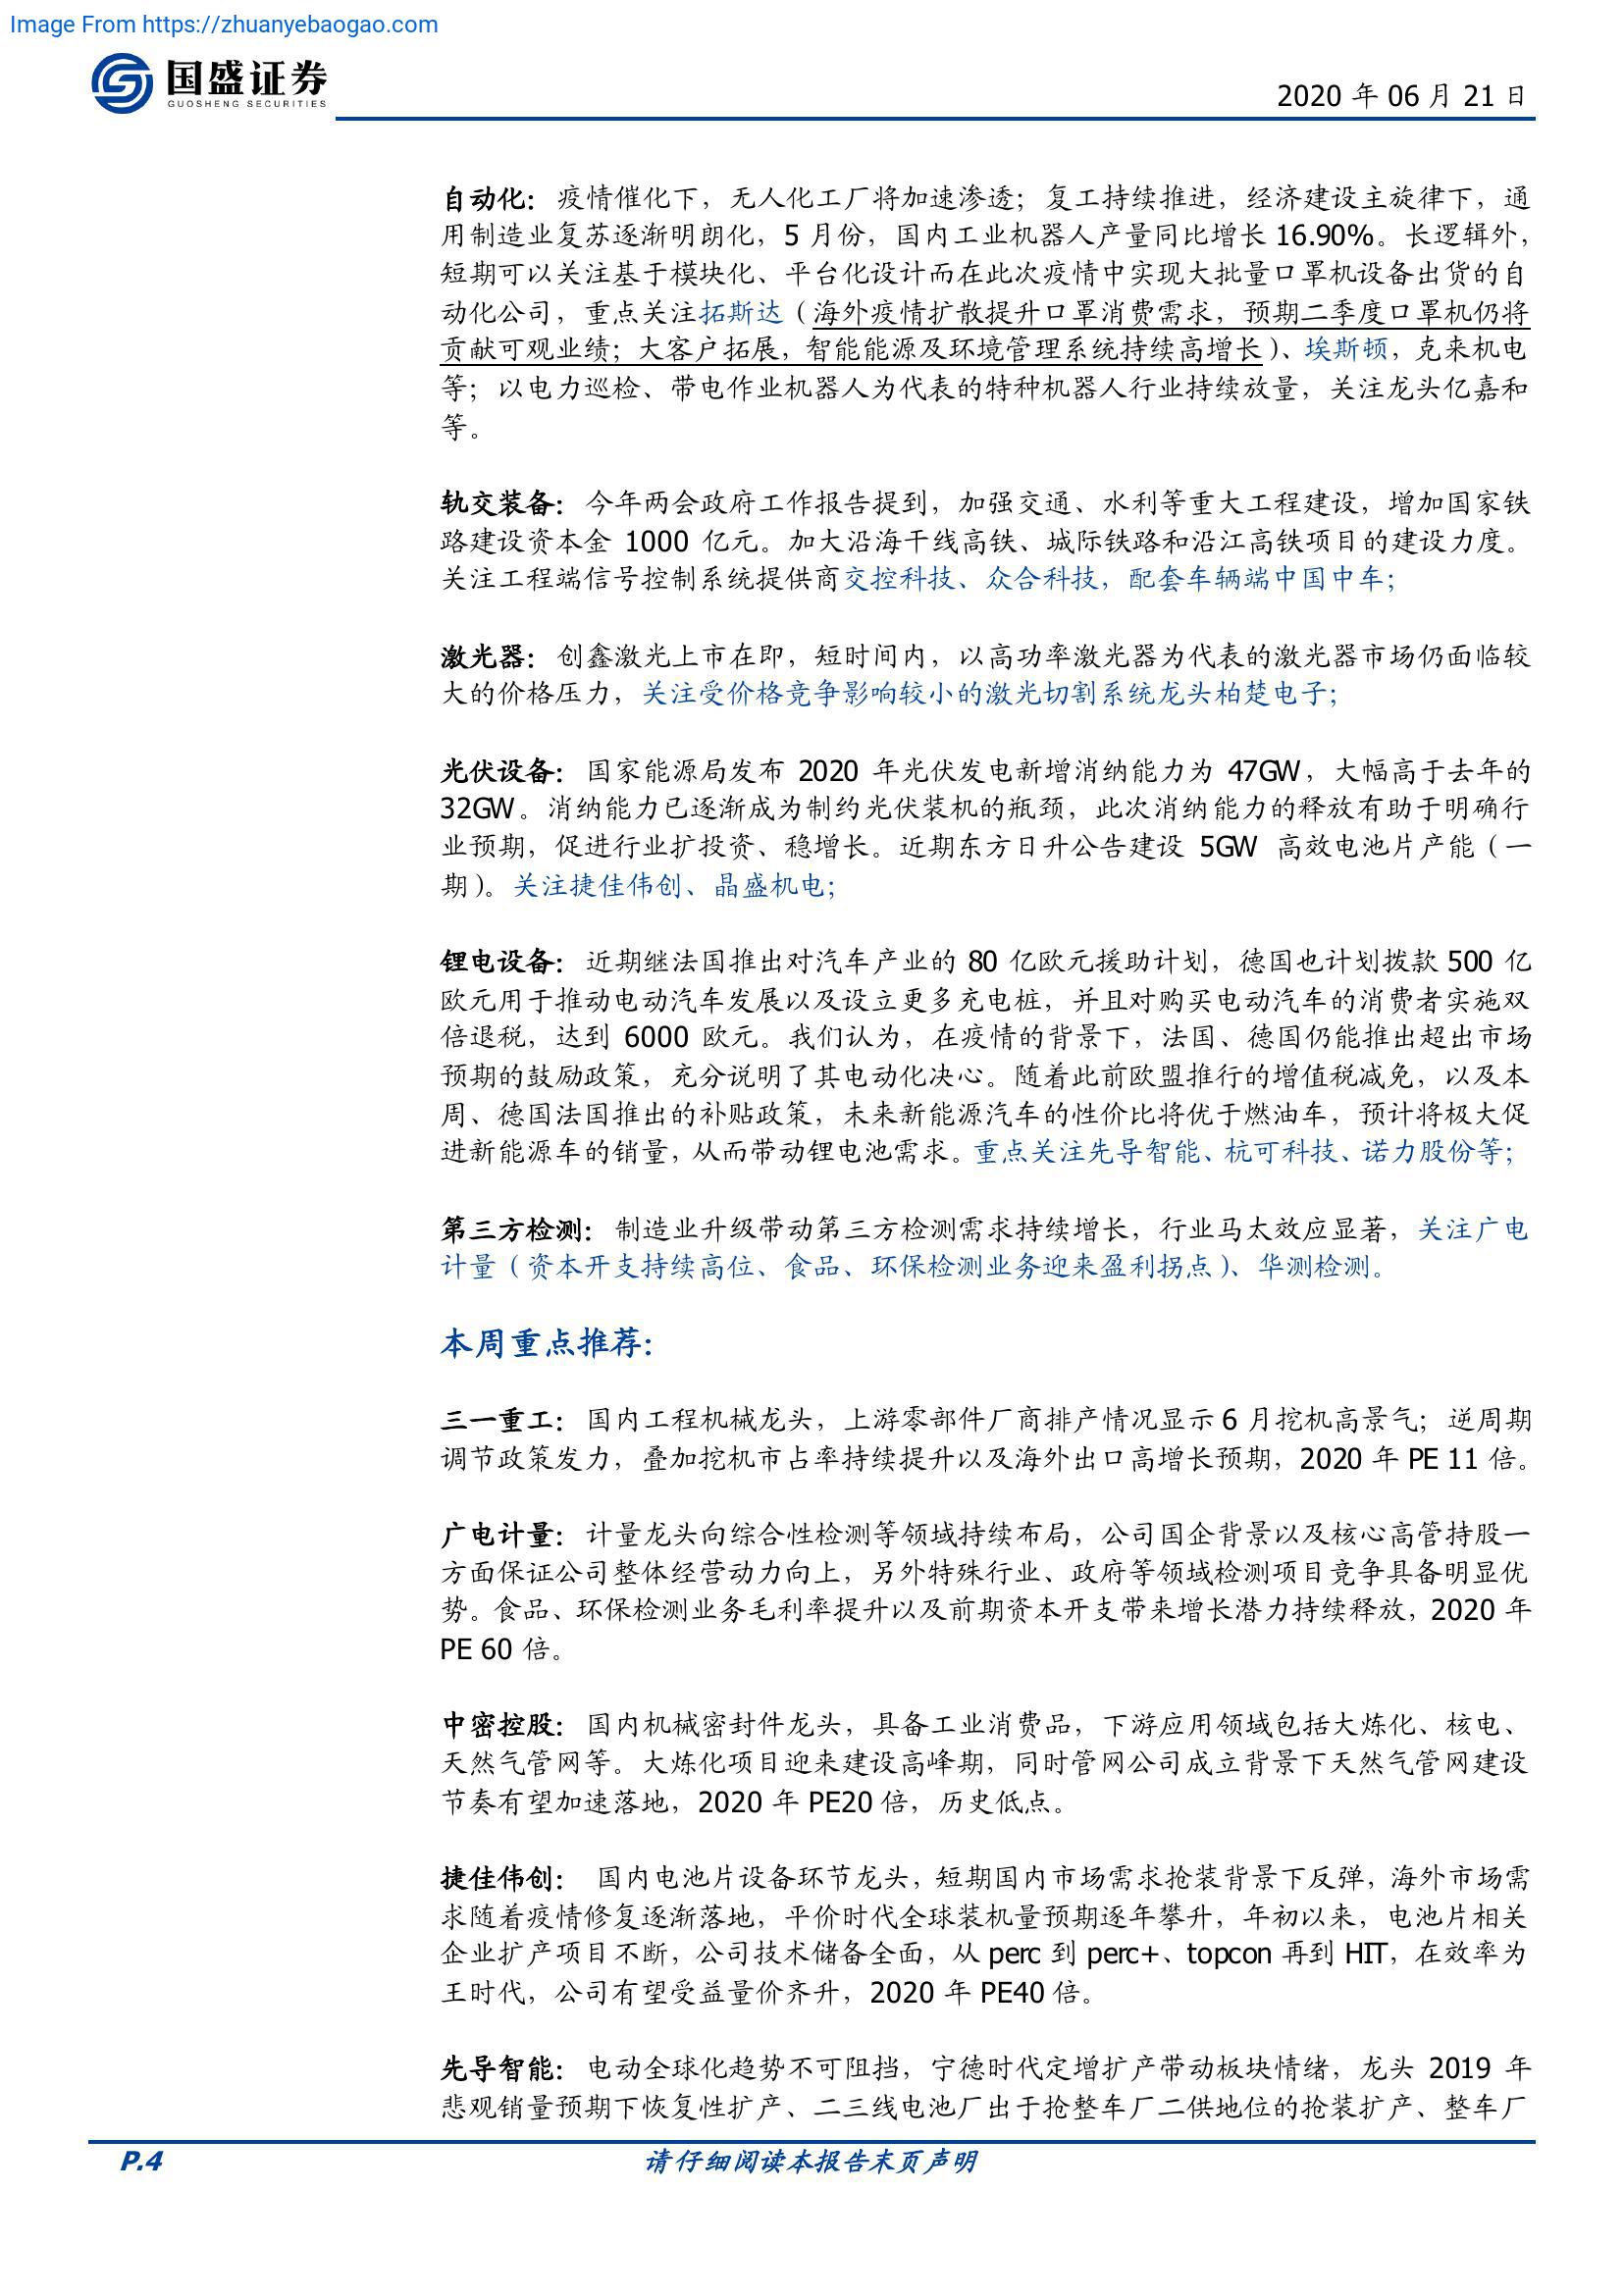 Image From https://zhuanyebaogao.com
国盛证券
GUOSHENG SECURITIES
2020 年 06 月 21 日
自动化：疫情催化下，无人化工厂将加速渗透；复工持续推进，经济建设主旋律下，通
用制造业复苏逐渐明朗化，5 月份，国内工业机器人产量同比增长 16.90%。长逻辑外，
短期可以关注基于模块化、平台化设计而在此次疫情中实现大批量口罩机设备出货的自
动化公司，重点关注拓斯达（海外疫情扩散提升口罩消费需求，预期二季度口罩机仍将
贡献可观业绩；大客户拓展，智能能源及环境管理系统持续高增长）、埃斯顿，克来机电
等；以电力巡检、带电作业机器人为代表的特种机器人行业持续放量，关注龙头亿嘉和
等。
轨交装备：今年两会政府工作报告提到，加强交通、水利等重大工程建设，增加国家铁
路建设资本金 1000 亿元。加大沿海干线高铁、城际铁路和沿江高铁项目的建设力度。
关注工程端信号控制系统提供商交控科技、众合科技，配套车辆端中国中车；
激光器：创鑫激光上市在即，短时间内，以高功率激光器为代表的激光器市场仍面临较
大的价格压力，关注受价格竞争影响较小的激光切割系统龙头柏楚电子；
光伏设备：国家能源局发布 2020 年光伏发电新增消纳能力为 47GW，大幅高于去年的
32GW。消纳能力已逐渐成为制约光伏装机的瓶颈，此次消纳能力的释放有助于明确行
业预期，促进行业扩投资、稳增长。近期东方日升公告建设 5GW 高效电池片产能（一
期）。关注捷佳伟创、晶盛机电；
锂电设备：近期继法国推出对汽车产业的 80 亿欧元援助计划，德国也计划拨款 500 亿
欧元用于推动电动汽车发展以及设立更多充电桩，并且对购买电动汽车的消费者实施双
倍退税，达到 6000 欧元。我们认为，在疫情的背景下，法国、德国仍能推出超出市场
预期的鼓励政策，充分说明了其电动化决心。随着此前欧盟推行的增值税减免，以及本
周、德国法国推出的补贴政策，未来新能源汽车的性价比将优于燃油车，预计将极大促
进新能源车的销量，从而带动锂电池需求。重点关注先导智能、杭可科技、诺力股份等；
第三方检测：制造业升级带动第三方检测需求持续增长，行业马太效应显著，关注广电
计量（资本开支持续高位、食品、环保检测业务迎来盈利拐点）、华测检测。
本周重点推荐：
三一重工：国内工程机械龙头，上游零部件厂商排产情况显示 6 月挖机高景气；逆周期
调节政策发力，叠加挖机市占率持续提升以及海外出口高增长预期，2020 年 PE 11 倍。
广电计量：计量龙头向综合性检测等领域持续布局，公司国企背景以及核心高管持股一
方面保证公司整体经营动力向上，另外特殊行业、政府等领域检测项目竞争具备明显优
势。食品、环保检测业务毛利率提升以及前期资本开支带来增长潜力持续释放，2020 年
PE 60 倍。
中密控股：国内机械密封件龙头，具备工业消费品，下游应用领域包括大炼化、核电、
天然气管网等。大炼化项目迎来建设高峰期，同时管网公司成立背景下天然气管网建设
节奏有望加速落地，2020 年 PE20 倍，历史低点。
捷佳伟创： 国内电池片设备环节龙头，短期国内市场需求抢装背景下反弹，海外市场需
求随着疫情修复逐渐落地，平价时代全球装机量预期逐年攀升，年初以来，电池片相关
企业扩产项目不断，公司技术储备全面，从 perc 到 perc+、topcon 再到 HIT，在效率为
王时代，公司有望受益量价齐升，2020 年 PE40 倍。
先导智能：电动全球化趋势不可阻挡，宁德时代定增扩产带动板块情绪，龙头 2019 年
悲观销量预期下恢复性扩产、二三线电池厂出于抢整车厂二供地位的抢装扩产、整车厂
P.4
请仔细阅读本报告末页声明